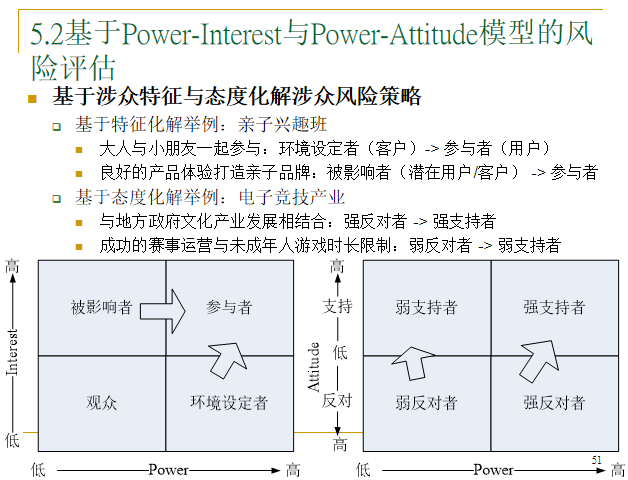 5.2基于Power-Interest与Power-Attitude模型的风
险评估
基于涉众特征与态度化解涉众风险策略
基于特征化解举例：亲子兴趣班
大人与小朋友一起参与：环境设定者（客户）-> 参与者（用户）
良好的产品体验打造亲子品牌：被影响者（潜在用户/客户） -> 参与者
基于态度化解举例：电子竞技产业
与地方政府文化产业发展相结合：强反对者 -> 强支持者
成功的赛事运营与未成年人游戏时长限制：弱反对者 -> 弱支持者
高
Interest
低
被影响者
参与者
观众
环境设定者
低
Power
高
高
支持
低
反对
高
Attitude
弱支持者
强支持者
弱反对者
强反对者
低
Power
高
51